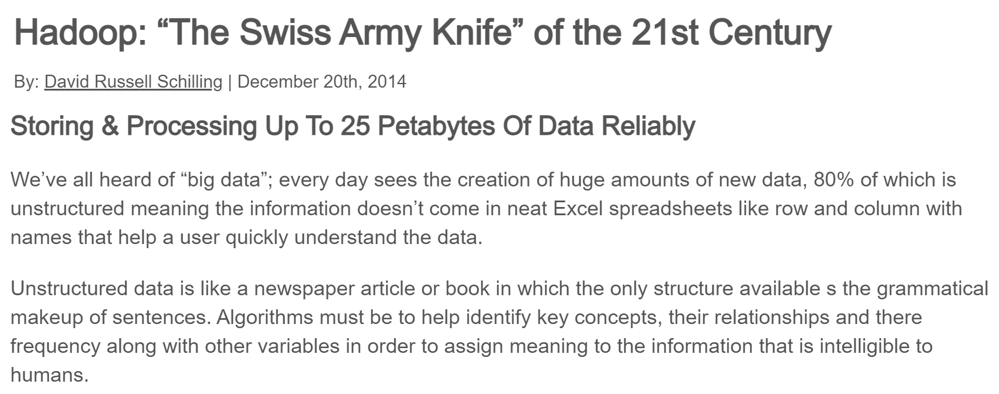 Hadoop: “The Swiss Army Knife” of the 21st Century
By: David Russell Schilling | December 20th, 2014
Storing & Processing Up To 25 Petabytes Of Data Reliably
We’ve all heard of “big data”; every day sees the creation of huge amounts of new data, 80% of which is
unstructured meaning the information doesn’t come in neat Excel spreadsheets like row and column with
names that help a user quickly understand the data.
Unstructured data is like a newspaper article or book in which the only structure available s the grammatical
makeup of sentences. Algorithms must be to help identify key concepts, their relationships and there
frequency along with other variables in order to assign meaning to the information that is intelligible to
humans.